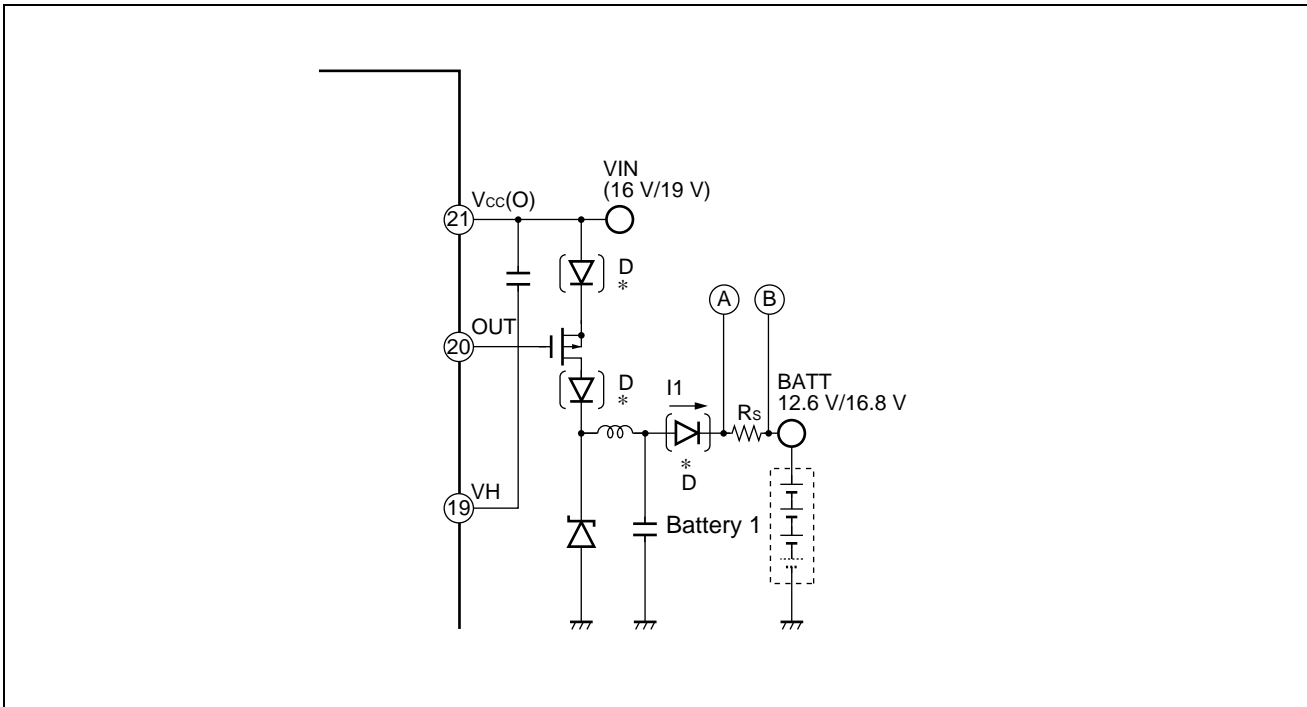 VIN
(16 V/19 V)
21
Vcc(O)
D
*
A
B
20
OUT
D
*
I1
BATT
12.6 V/16.8 V
Rs
*
D
19
VH
Battery 1